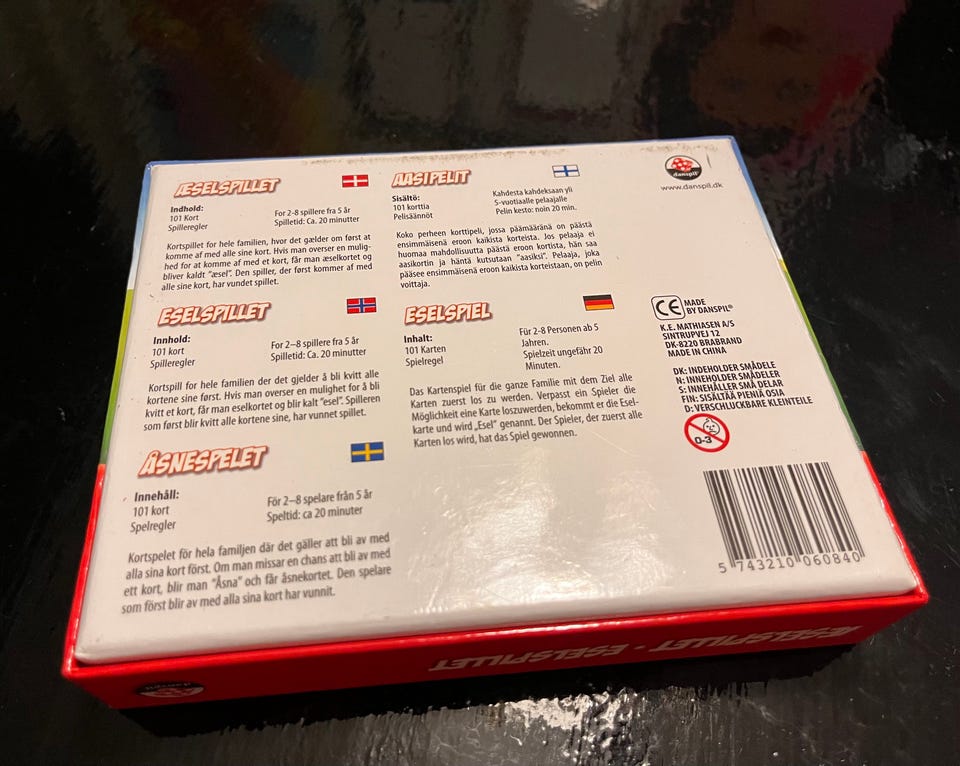 ÆSELSPILLET
Indhold:
101 Kort
Spilleregler
For 2-8 spillere fra 5 år
Spilletid: Ca. 20 minutter
Kortspillet for hele familien, hvor det gælder om først at
komme af med alle sine kort. Hvis man overser en mulig-
hed for at komme af med et kort, får man æselkortet og
bliver kaldt "æsel". Den spiller, der først kommer af med
alle sine kort, har vundet spillet.
ESELSPILLET
Innhold:
101 kort
Spilleregler
For 2–8 spillere fra 5 år
Spilletid: Ca. 20 minutter
Kortspill for hele familien der det gjelder å bli kvitt alle
kortene sine først. Hvis man overser en mulighet for å bli
kvitt et kort, får man eselkortet og blir kalt "esel". Spilleren
som først blir kvitt alle kortene sine, har vunnet spillet.
ÅSNESPELET
Innehåll:
101 kort
Spelregler
För 2–8 spelare från 5 år
Speltid: ca 20 minuter
Kortspelet för hela familjen där det gäller att bli av med
alla sina kort först. Om man missar en chans att bli av med
ett kort, blir man "Åsna" och får åsnekortet. Den spelare
som först blir av med alla sina kort har vunnit.
AASIPELIT
Sisältö:
101 korttia
Pelisäännöt
Kahdesta kahdeksaan yli
5-vuotiaalle pelaajalle
Pelin kesto: noin 20 min.
Koko perheen korttipeli, jossa päämääränä on päästä
ensimmäisenä eroon kaikista korteista. Jos pelaaja ei
huomaa mahdollisuutta päästä eroon kortista, hän saa
aasikortin ja häntä kutsutaan "aasiksi". Pelaaja, joka
pääsee ensimmäisenä eroon kaikista korteistaan, on pelin
voittaja.
ESELSPIEL
Inhalt:
101 Karten
Spielregel
Für 2-8 Personen ab 5
Jahren.
Spielzeit ungefähr 20
Minuten.
Das Kartenspiel für die ganze Familie mit dem Ziel alle
Karten zuerst los zu werden. Verpasst ein Spieler die
Möglichkeit eine Karte loszuwerden, bekommt er die Esel-
karte und wird „Esel" genannt. Der Spieler, der zuerst alle
Karten los wird, hat das Spiel gewonnen.
danspil
www.danspil.dk
CE MADE
BY DANSPIL®
K.E. MATHIASEN A/S
SINTRUPVEJ 12
DK-8220 BRABRAND
MADE IN CHINA
DK: INDEHOLDER SMÅDELE
N: INNEHOLDER SMÅDELER
S: INNEHÅLLER SMÅ DELAR
FIN: SISÄLTÄÄ PIENIÄ OSIA
D: VERSCHLUCKBARE KLEINTEILE
0-3
5 743210 060840
ÆSELSPILLET · ESELSPILLET
danspil